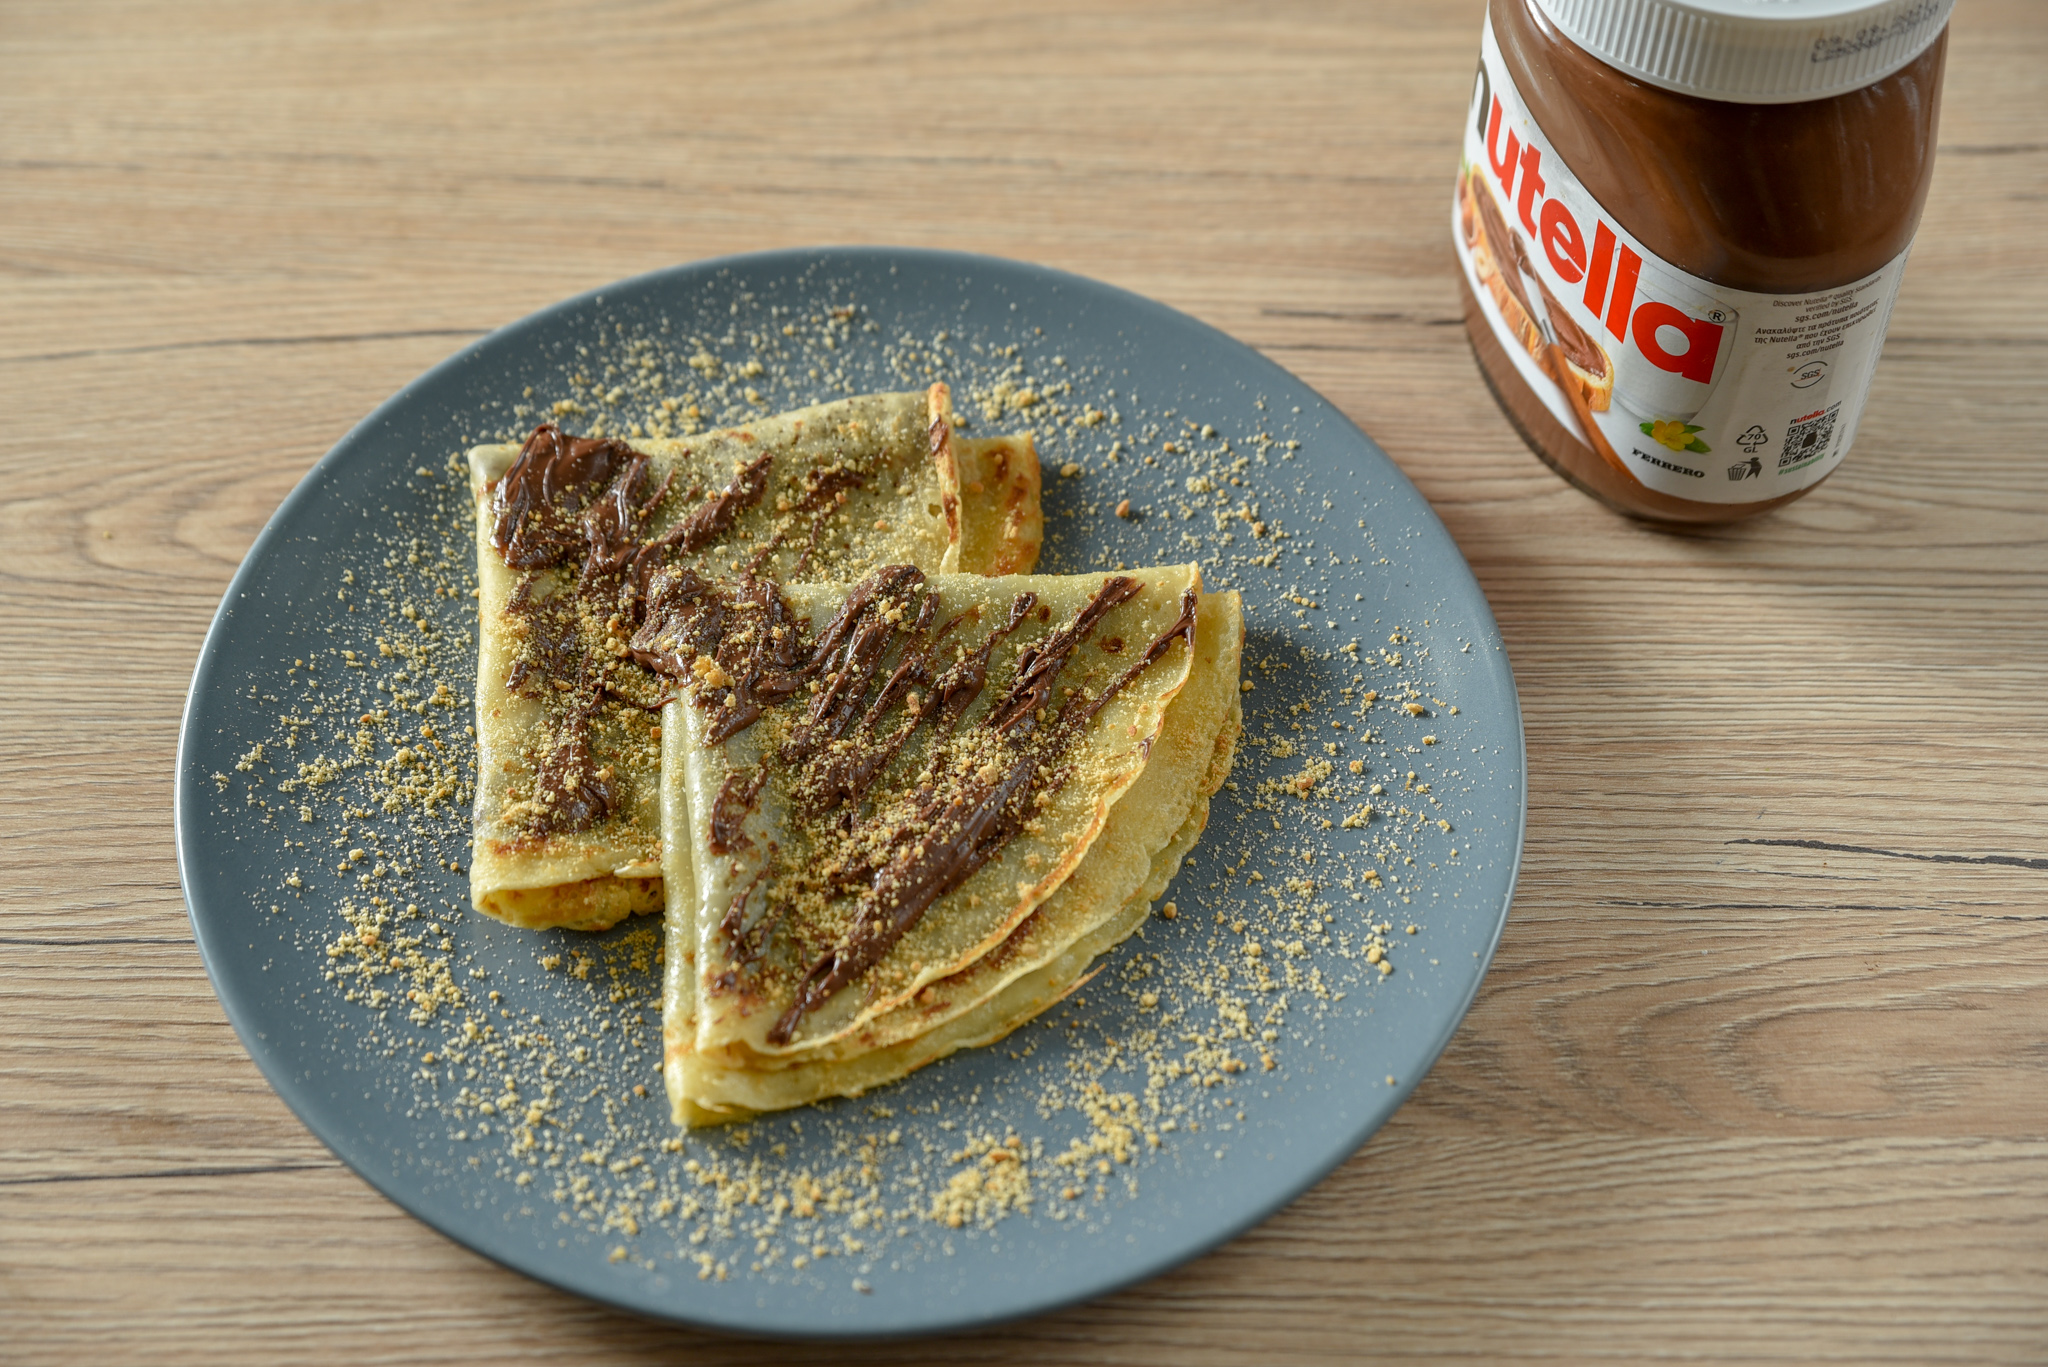 nutella®
Discover Nutella® quality standards
verified by SGS
sgs.com/nutella
Ανακαλύψτε τα πρότυπα ποιότητας
της Nutella® που έχουν επικυρωθεί
από την SGS
sgs.com/nutella
SGS
nutella.com
70
GL
FERRERO